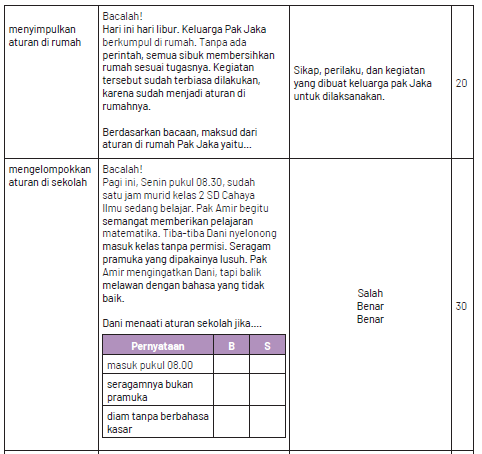 menyimpulkan
aturan di rumah
Bacalah!
Hari ini hari libur. Keluarga Pak Jaka
berkumpul di rumah. Tanpa ada
perintah, semua sibuk membersihkan
rumah sesuai tugasnya. Kegiatan
tersebut sudah terbiasa dilakukan,
karena sudah menjadi aturan di
rumahnya.
Berdasarkan bacaan, maksud dari
aturan di rumah Pak Jaka yaitu...
Sikap, perilaku, dan kegiatan
yang dibuat keluarga pak Jaka
untuk dilaksanakan.
20
mengelompokkan
aturan di sekolah
Bacalah!
Pagi ini, Senin pukul 08.30, sudah
satu jam murid kelas 2 SD Cahaya
Ilmu sedang belajar. Pak Amir begitu
semangat memberikan pelajaran
matematika. Tiba-tiba Dani nyelonong
masuk kelas tanpa permisi. Seragam
pramuka yang dipakainya lusuh. Pak
Amir mengingatkan Dani, tapi balik
melawan dengan bahasa yang tidak
baik.
Dani menaati aturan sekolah jika....
Pernyataan B S
masuk pukul 08.00
seragamnya bukan
pramuka
diam tanpa berbahasa
kasar
Salah
Benar
Benar
30